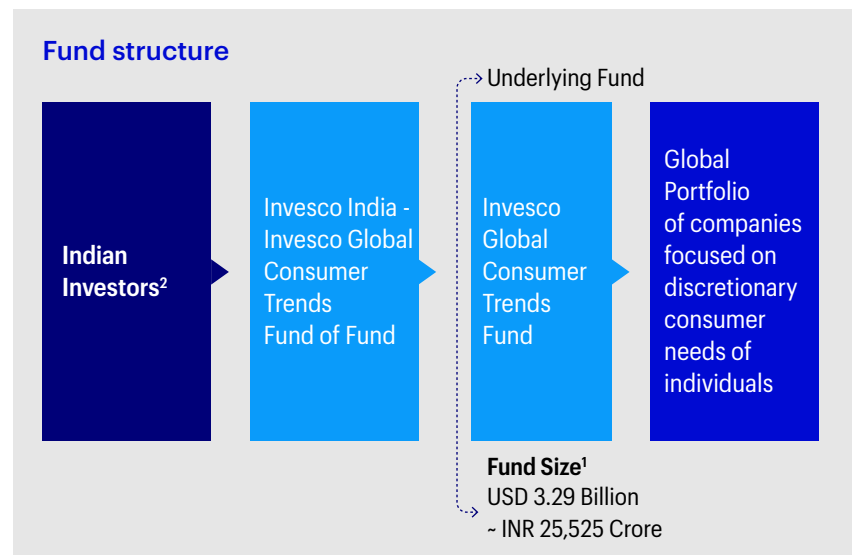 Fund structure
Underlying Fund
Indian
Investors²
Invesco India -
Invesco Global
Consumer
Trends
Fund of Fund
Invesco
Global
Consumer
Trends
Fund
Global
Portfolio
of companies
focused on
discretionary
consumer
needs of
individuals
Fund Size¹
USD 3.29 Billion
~ INR 25,525 Crore